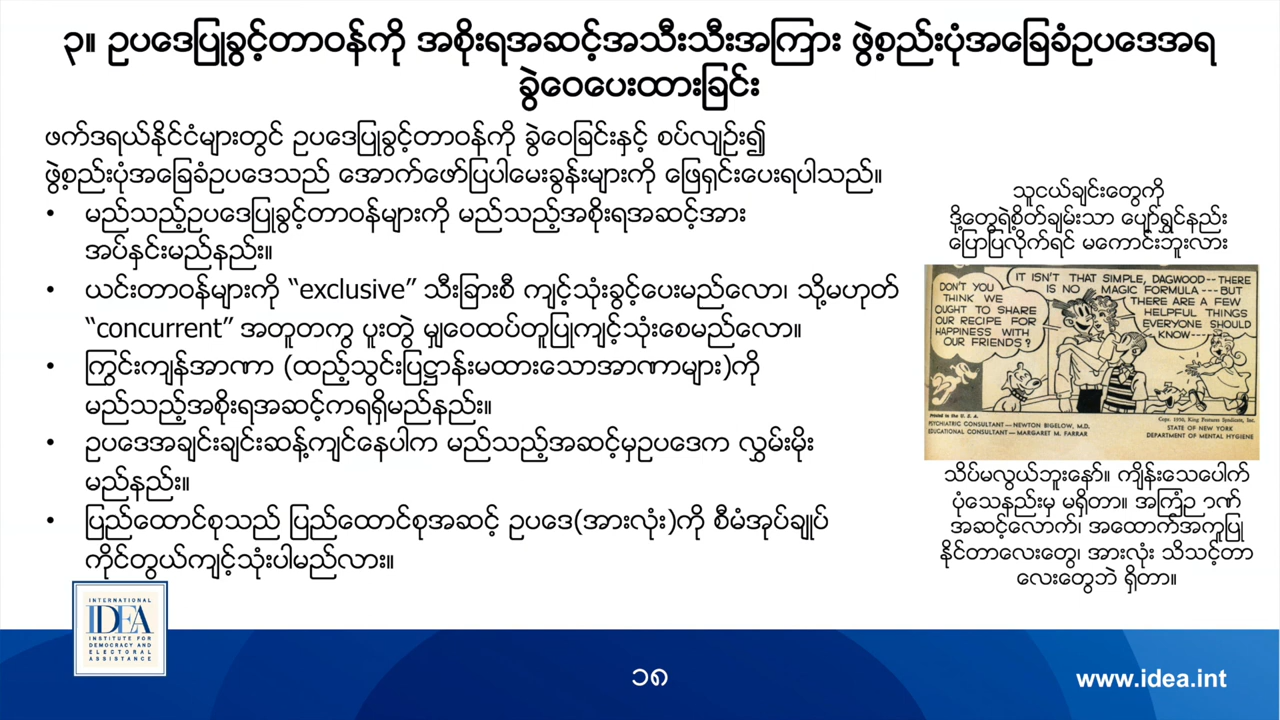 ၃။ ဥပဒေပြုခွင့်တာဝန်ကို အစိုးရအဆင့်အသီးသီးအကြား ဖွဲ့စည်းပုံအခြေခံဥပဒေအရ
ခွဲဝေပေးထားခြင်း
ဖက်ဒရယ်နိုင်ငံများတွင် ဥပဒေပြုခွင့်တာဝန်ကို ခွဲဝေခြင်းနှင့် စပ်လျဉ်း၍
ဖွဲ့စည်းပုံအခြေခံဥပဒေသည် အောက်ဖော်ပြပါမေးခွန်းများကို ဖြေရှင်းပေးရပါသည်။
• မည်သည့်ဥပဒေပြုခွင့်တာဝန်များကို မည်သည့်အစိုးရအဆင့်အား
အပ်နှင်းမည်နည်း။
• ယင်းတာဝန်များကို “exclusive” သီးခြားစီ ကျင့်သုံးခွင့်ပေးမည်လော၊ သို့မဟုတ်
“concurrent” အတူတကွ ပူးတွဲ မျှဝေထပ်တူပြုကျင့်သုံးစေမည်လော။
• ကြွင်းကျန်အာဏာ (ထည့်သွင်းပြဋ္ဌာန်းမထားသောအာဏာများ)ကို
မည်သည့်အစိုးရအဆင့်ကရရှိမည်နည်း။
• ဥပဒေအချင်းချင်းဆန့်ကျင်နေပါက မည်သည့်အဆင့်မှဥပဒေက လွှမ်းမိုး
မည်နည်း။
• ပြည်ထောင်စုသည် ပြည်ထောင်စုအဆင့် ဥပဒေ(အားလုံး)ကို စီမံအုပ်ချုပ်
ကိုင်တွယ်ကျင့်သုံးပါမည်လား။
သူငယ်ချင်းတွေကို
ဒို့တွေရဲ့စိတ်ချမ်းသာ ပျော်ရွှင်နည်း
ပြောပြလိုက်ရင် မကောင်းဘူးလား
DON'T YOU
THINK WE
OUGHT TO SHARE
OUR RECIPE FOR
HAPPINESS WITH
OUR FRIENDS?
IT ISN'T THAT SIMPLE, DAGWOOD--THERE
IS NO MAGIC FORMULA---BUT
THERE ARE A FEW
HELPFUL THINGS
EVERYONE SHOULD
KNOW----
Printed in the U. S. A.
PSYCHIATRIC CONSULTANT—NEWTON BIGELOW, M.D.
EDUCATIONAL CONSULTANT—MARGARET M. FARRAR
Copr. 1950, King Features Syndicate, Inc.
STATE OF NEW YORK
DEPARTMENT OF MENTAL HYGIENE
သိပ်မလွယ်ဘူးနော်။ ကျိန်းသေပေါက်
ပုံသေနည်းမှ မရှိတာ။ အကြံဉာဏ်
အဆင့်လောက်၊ အထောက်အကူပြု
နိုင်တာလေးတွေ၊ အားလုံး သိသင့်တာ
လေးတွေဘဲ ရှိတာ။
INTERNATIONAL
IDEA
INSTITUTE FOR
DEMOCRACY AND
ELECTORAL
ASSISTANCE
၁၈
www.idea.int